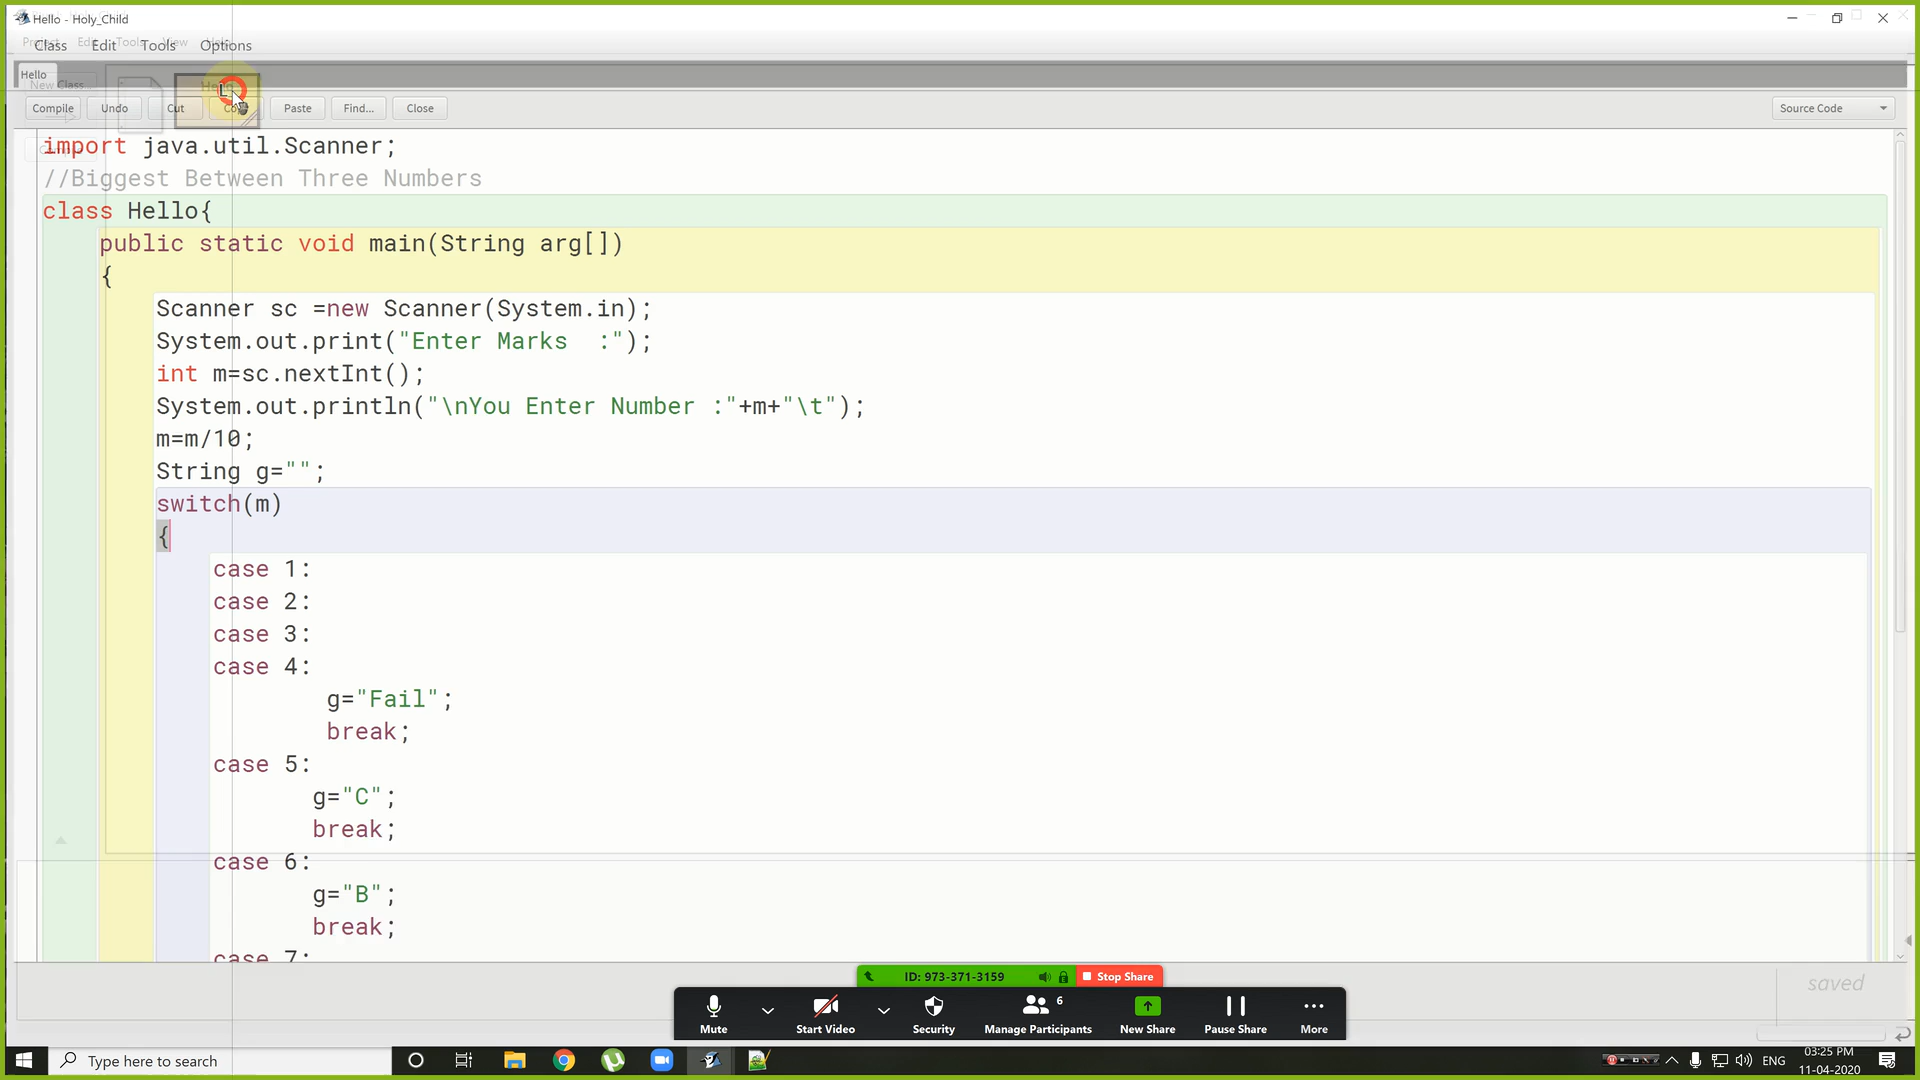 Hello - Holy_Child
Class Edit Tools Options
Hello
New Class...
Compile Undo Cut Copy Paste Find... Close Source Code
import java.util.Scanner;
//Biggest Between Three Numbers
class Hello{
public static void main(String arg[])
{
Scanner sc =new Scanner(System.in);
System.out.print("Enter Marks  :");
int m=sc.nextInt();
System.out.println("\nYou Enter Number :"+m+"\t");
m=m/10;
String g="";
switch(m)
{
case 1:
case 2:
case 3:
case 4:
g="Fail";
break;
case 5:
g="C";
break;
case 6:
g="B";
break;
case 7:
saved
ID: 973-371-3159 Stop Share
Mute Start Video Security Manage Participants 6 New Share Pause Share More
Type here to search
ENG
03:25 PM
11-04-2020